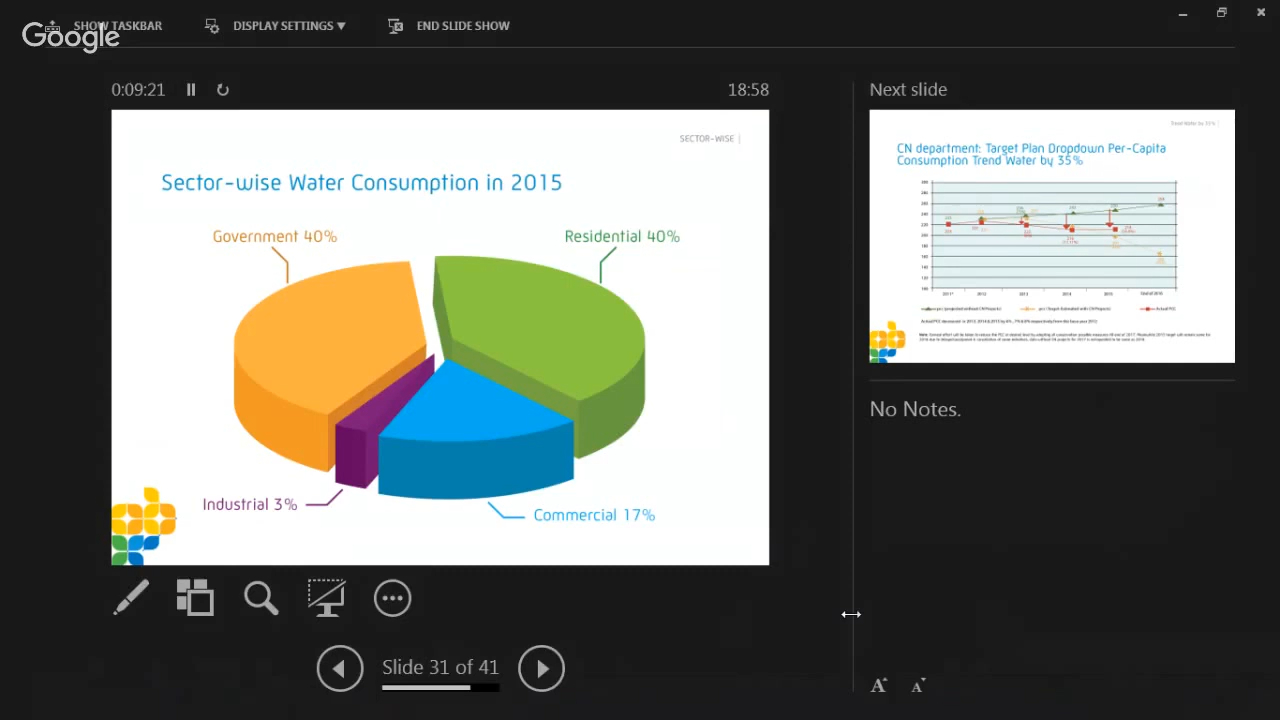 SHOW TASKBAR
DISPLAY SETTINGS ▼
END SLIDE SHOW
Google
0:09:21
18:58
Next slide
SECTOR-WISE
Sector-wise Water Consumption in 2015
Government 40%
Residential 40%
Industrial 3%
Commercial 17%
CN department: Target Plan Dropdown Per-Capita
Consumption Trend Water by 35%
No Notes.
Slide 31 of 41
A
A